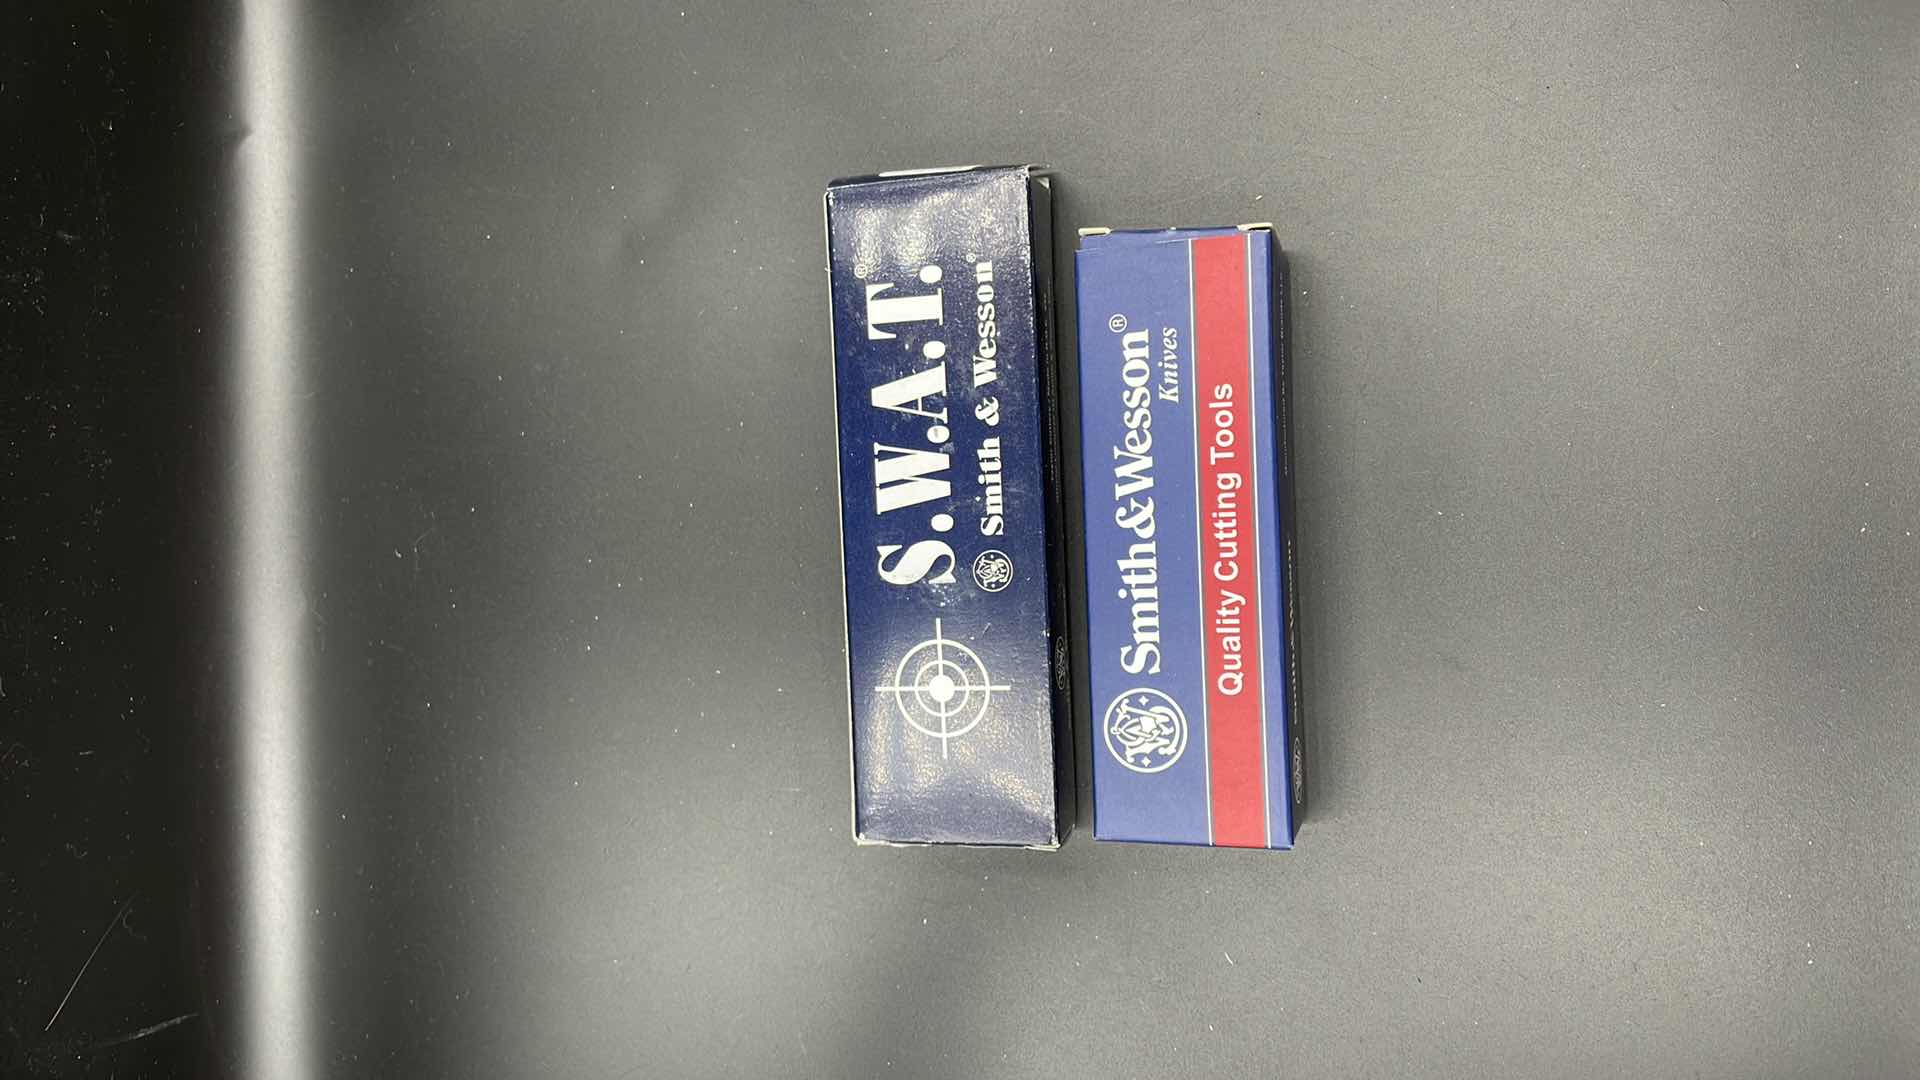 S.W.A.T.®
Smith & Wesson®
Smith&Wesson®
Knives
Quality Cutting Tools